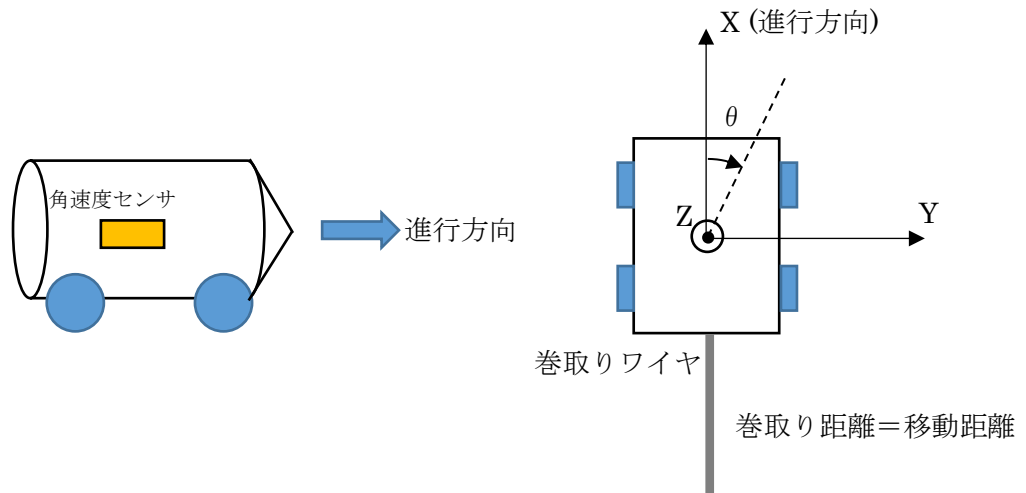 角速度センサ
進行方向
X (進行方向)
θ
Z
Y
巻取りワイヤ
巻取り距離＝移動距離